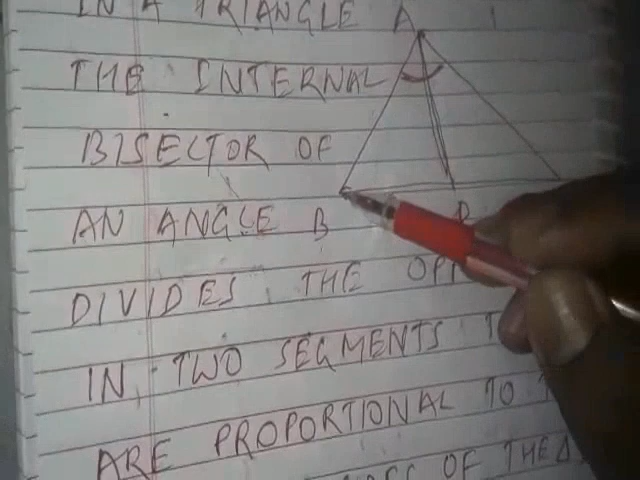 IN A TRIANGLE A
THE INTERNAL
BISECTOR OF
AN ANGLE B
DIVIDES THE
IN TWO SEGMENTS
ARE PROPORTIONAL TO
OF THE